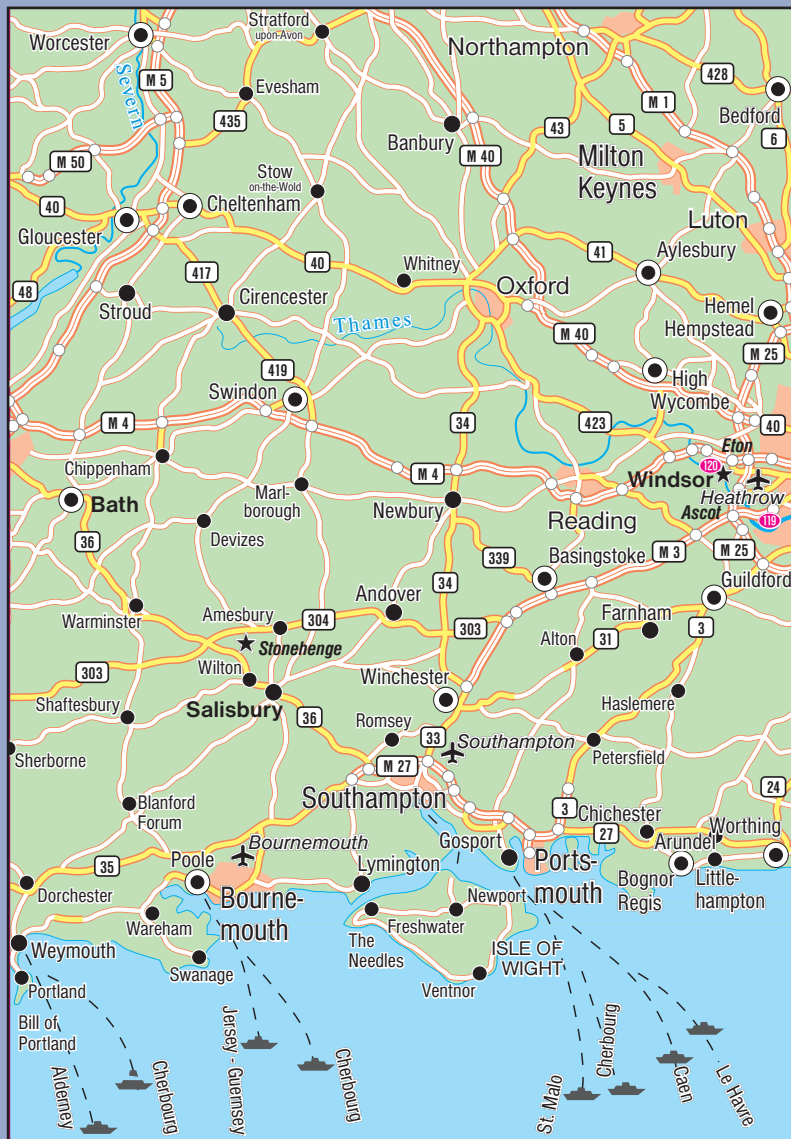 Stratford
upon-Avon
Worcester
Northampton
Severn
M 5
428
Evesham
M 1
Bedford
435
43
5
6
Banbury
M 40
M 50
Milton
Keynes
Stow
on-the-Wold
40
Cheltenham
Luton
Gloucester
Aylesbury
41
40
Whitney
417
Oxford
48
Cirencester
Stroud
Hemel
Hempstead
Thames
M 40
M 25
419
High
Wycombe
Swindon
M 4
34
423
40
Eton
Chippenham
120
M 4
Windsor
Heathrow
Marl-
borough
Newbury
Bath
Ascot
119
Reading
Devizes
36
339
Basingstoke
M 3
M 25
34
Guildford
Andover
Warminster
Amesbury
304
Farnham
303
31
3
Alton
Stonehenge
303
Wilton
Winchester
Haslemere
Shaftesbury
Salisbury
36
Romsey
33
Southampton
Sherborne
Petersfield
M 27
24
Southampton
Blanford
Forum
3
Chichester
27
Worthing
Arundel
Gosport
Bournemouth
35
Poole
Lymington
Ports-
mouth
Bognor
Regis
Little-
hampton
Dorchester
Bourne-
mouth
Newport
Wareham
Freshwater
The
Needles
ISLE OF
WIGHT
Weymouth
Swanage
Ventnor
Portland
Bill of
Portland
Alderney
Cherbourg
Jersey - Guernsey
Cherbourg
St. Malo
Cherbourg
Caen
Le Havre